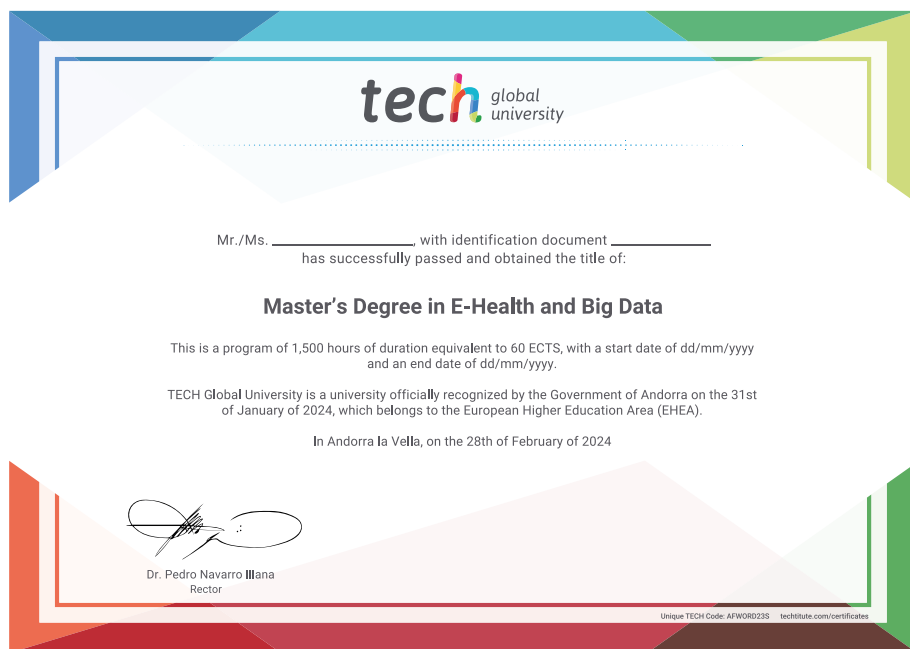 tech global
university
Mr./Ms. ________________, with identification document ____________
has successfully passed and obtained the title of:
Master's Degree in E-Health and Big Data
This is a program of 1,500 hours of duration equivalent to 60 ECTS, with a start date of dd/mm/yyyy
and an end date of dd/mm/yyyy.
TECH Global University is a university officially recognized by the Government of Andorra on the 31st
of January of 2024, which belongs to the European Higher Education Area (EHEA).
In Andorra la Vella, on the 28th of February of 2024
Dr. Pedro Navarro Illana
Rector
Unique TECH Code: AFWORD23S techtitute.com/certificates